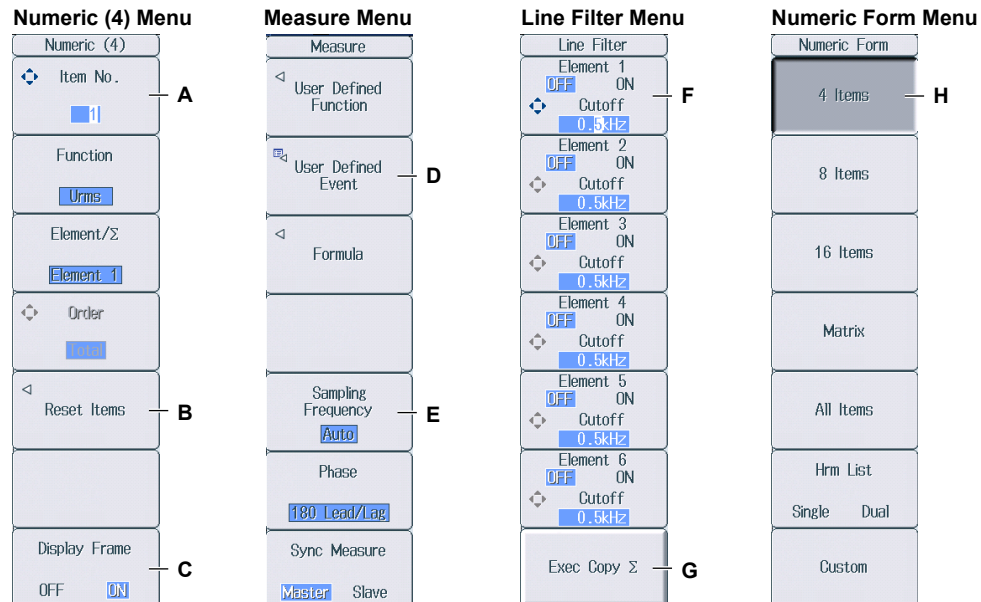 Numeric (4) Menu
Numeric (4)
Item No.
1
A
Function
Urms
Element/Σ
Element 1
Order
Total
Reset Items
B
Display Frame
OFF ON
C
Measure Menu
Measure
User Defined
Function
User Defined
Event
D
Formula
Sampling
Frequency
Auto
E
Phase
180 Lead/Lag
Sync Measure
Master Slave
Line Filter Menu
Line Filter
Element 1
OFF ON
Cutoff
0.5kHz
F
Element 2
OFF ON
Cutoff
0.5kHz
Element 3
OFF ON
Cutoff
0.5kHz
Element 4
OFF ON
Cutoff
0.5kHz
Element 5
OFF ON
Cutoff
0.5kHz
Element 6
OFF ON
Cutoff
0.5kHz
Exec Copy Σ
G
Numeric Form Menu
Numeric Form
4 Items
H
8 Items
16 Items
Matrix
All Items
Hrm List
Single Dual
Custom